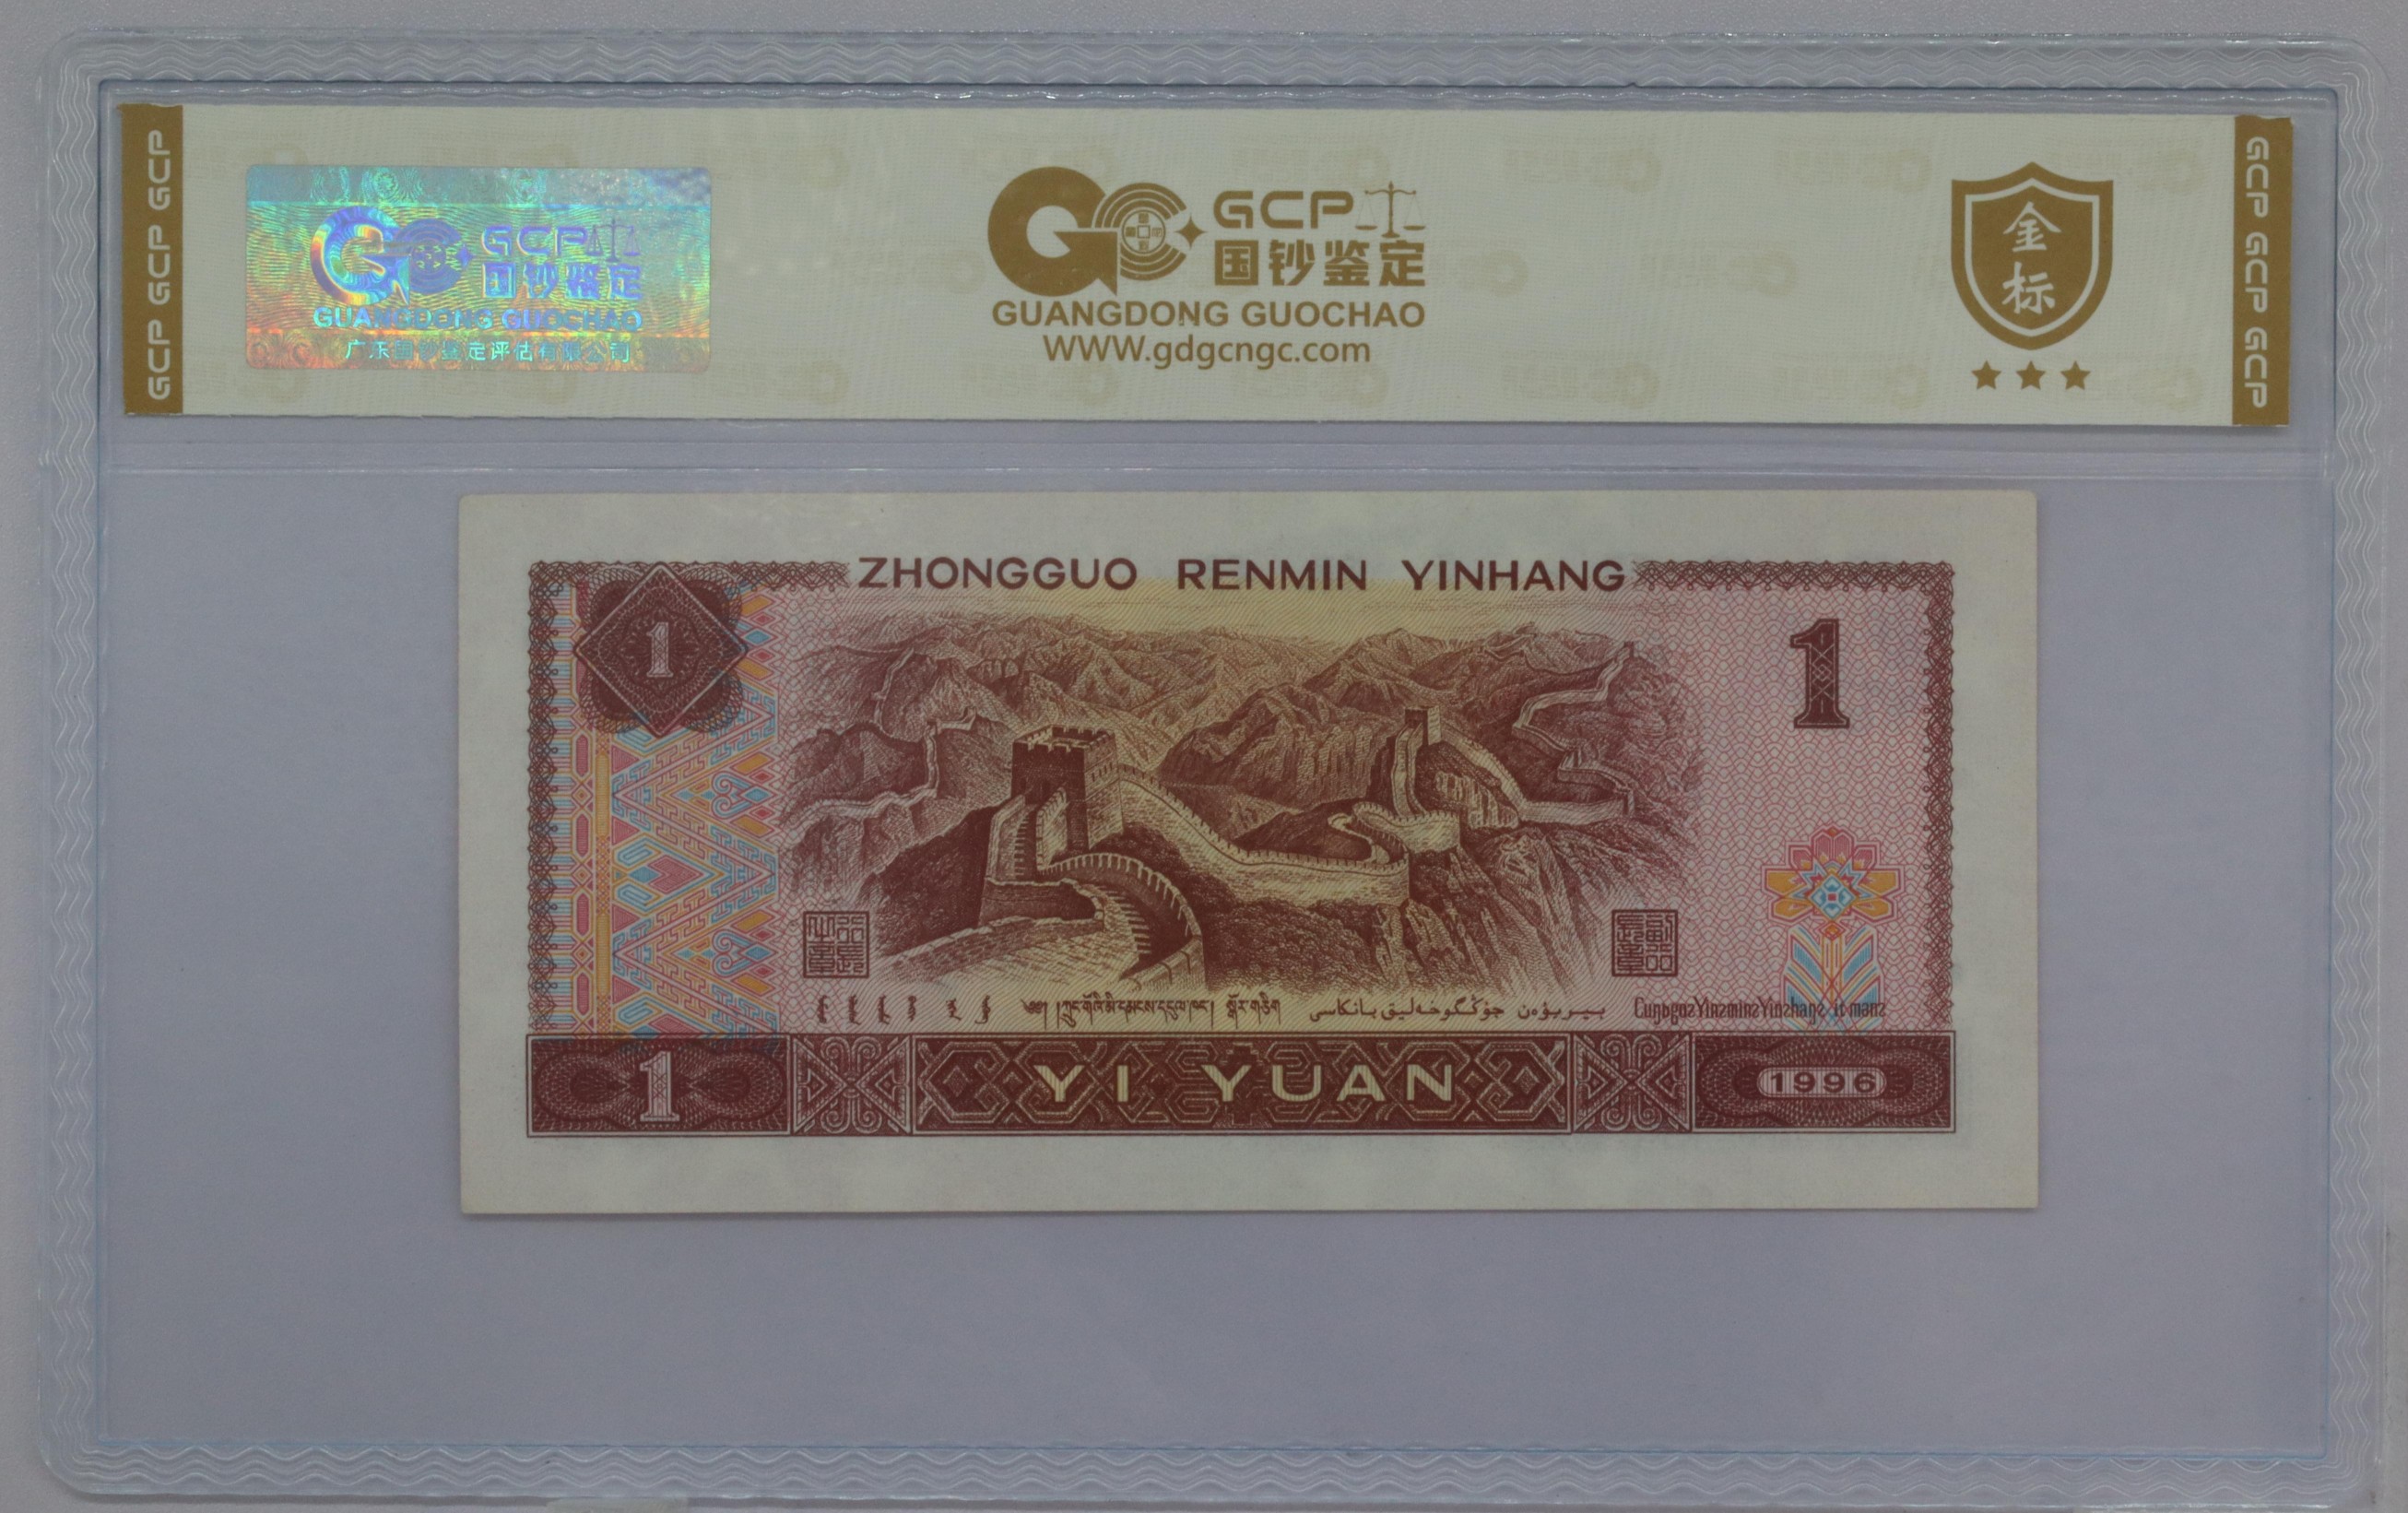 GCP GCP GCP
GCP
国钞鉴定
GUANGDONG GUOCHAO
广东国钞鉴定评估有限公司
GCP
国钞鉴定
GUANGDONG GUOCHAO
WWW.gdgcngc.com
金标
GCP GCP GCP
ZHONGGUO RENMIN YINHANG
1
1
YI YUAN
1
1996